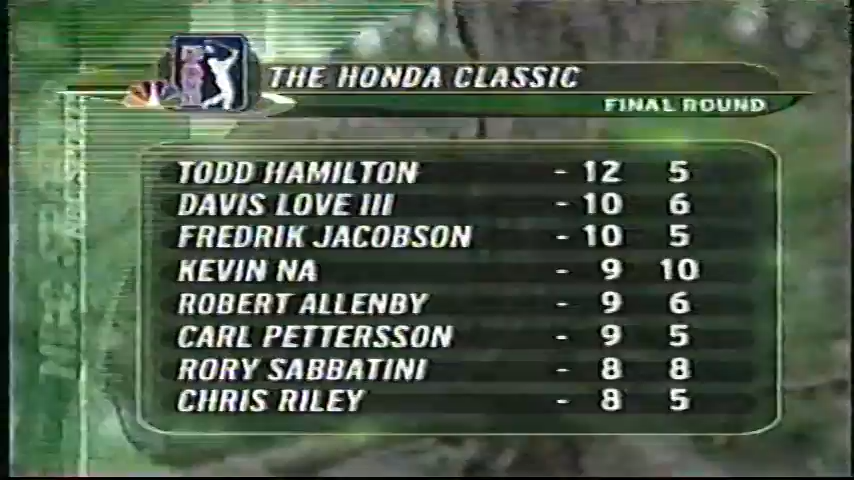 THE HONDA CLASSIC
FINAL ROUND
TODD HAMILTON - 12 5
DAVIS LOVE III - 10 6
FREDRIK JACOBSON - 10 5
KEVIN NA - 9 10
ROBERT ALLENBY - 9 6
CARL PETTERSSON - 9 5
RORY SABBATINI - 8 8
CHRIS RILEY - 8 5
NBC SPORTS